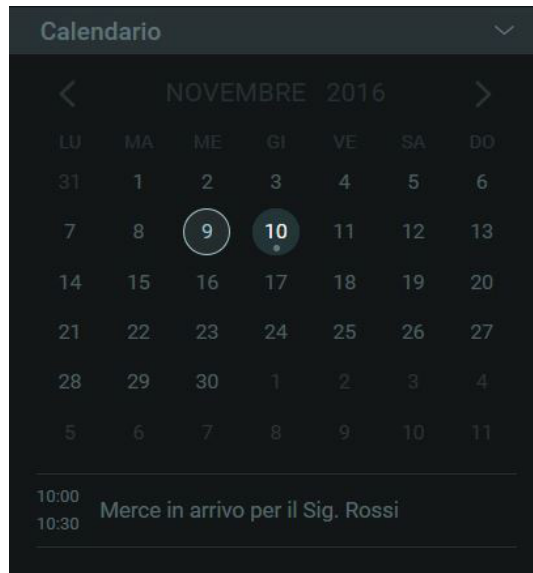 Calendario
NOVEMBRE 2016
LU MA ME GI VE SA DO
31 1 2 3 4 5 6
7 8 9 10 11 12 13
14 15 16 17 18 19 20
21 22 23 24 25 26 27
28 29 30 1 2 3 4
5 6 7 8 9 10 11
10:00
10:30
Merce in arrivo per il Sig. Rossi